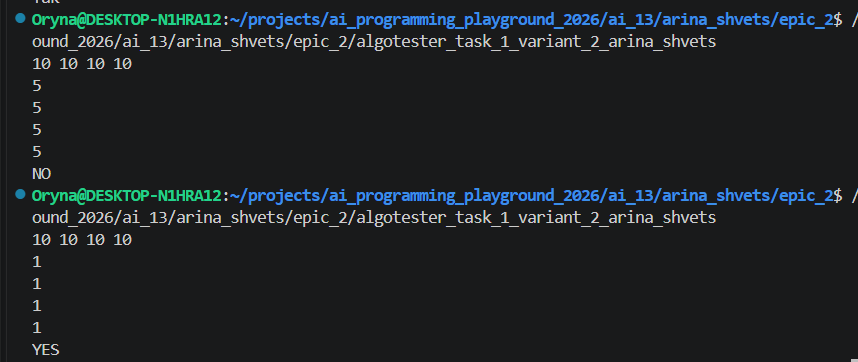 Oryna@DESKTOP-N1HRA12:~/projects/ai_programming_playground_2026/ai_13/arina_shvets/epic_2$ /
ound_2026/ai_13/arina_shvets/epic_2/algotester_task_1_variant_2_arina_shvets
10 10 10 10
5
5
5
5
NO
Oryna@DESKTOP-N1HRA12:~/projects/ai_programming_playground_2026/ai_13/arina_shvets/epic_2$ /
ound_2026/ai_13/arina_shvets/epic_2/algotester_task_1_variant_2_arina_shvets
10 10 10 10
1
1
1
1
YES